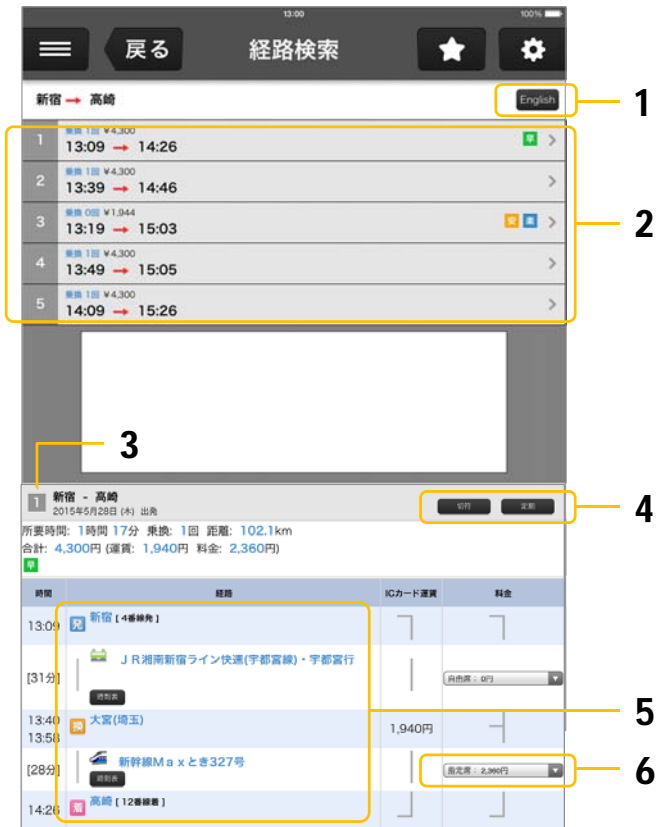 13:00 100%
戻る 経路検索
新宿 → 高崎 English 1
乗換 1回 ¥4,300
1 13:09 → 14:26 早
乗換 1回 ¥4,300
2 13:39 → 14:46
乗換 0回 ¥1,944
3 13:19 → 15:03 安 楽 2
乗換 1回 ¥4,300
4 13:49 → 15:05
乗換 1回 ¥4,300
5 14:09 → 15:26
3
1 新宿 - 高崎
2015年5月28日 (木) 出発 切符 定期 4
所要時間: 1時間 17分 乗換: 1回 距離: 102.1km
合計: 4,300円 (運賃: 1,940円 料金: 2,360円)
早
時間 経路 ICカード運賃 料金
13:09 発 新宿 [ 4番線発 ]
JR湘南新宿ライン快速(宇都宮線)・宇都宮行
[31分] 自由席: 0円
時刻表
13:40 換 大宮(埼玉) 1,940円 5
13:58
新幹線Maxとき327号
[28分] 指定席: 2,360円 6
時刻表
14:26 着 高崎 [ 12番線着 ]